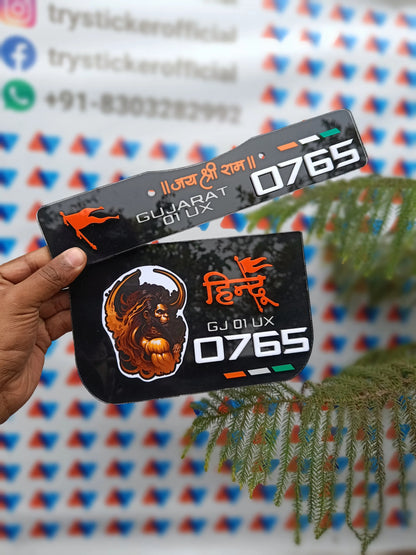 trystickerofficial
trystickerofficial
+91-8303282992
॥जय श्री राम॥
GUJARAT
01 UX
0765
हिन्दू
GJ 01 UX
0765